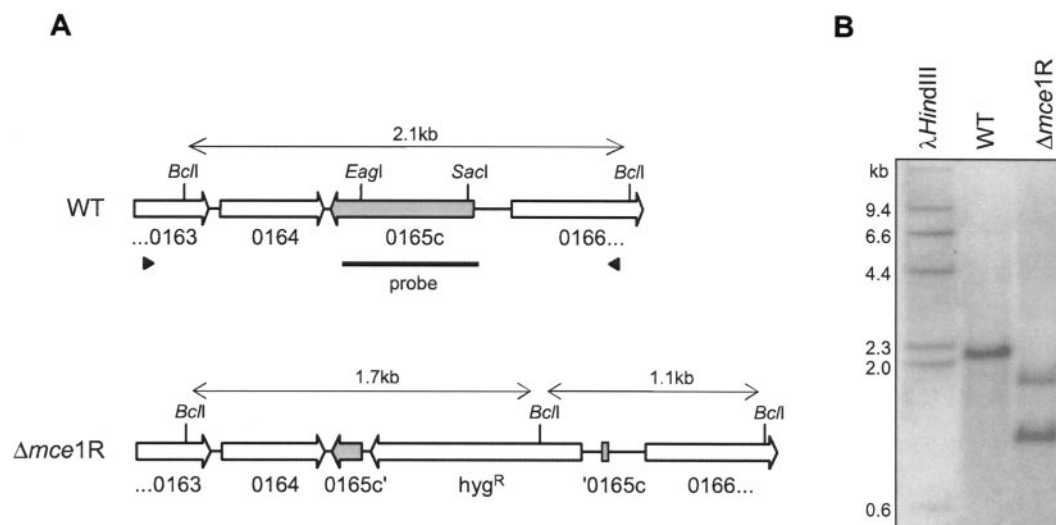 A
2.1kb
BclI
EagI
SacI
BclI
WT
...0163
0164
0165c
0166...
probe
1.7kb
1.1kb
BclI
BclI
BclI
Δmce1R
...0163
0164
0165c'
hygᴿ
'0165c
0166...
B
λHindIII
WT
Δmce1R
kb
9.4
6.6
4.4
2.3
2.0
0.6